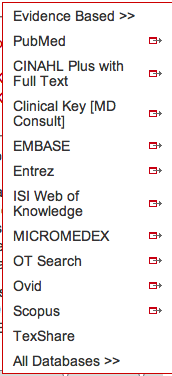 Evidence Based >>
PubMed
CINAHL Plus with
Full Text
Clinical Key [MD
Consult]
EMBASE
Entrez
ISI Web of
Knowledge
MICROMEDEX
OT Search
Ovid
Scopus
TexShare
All Databases >>